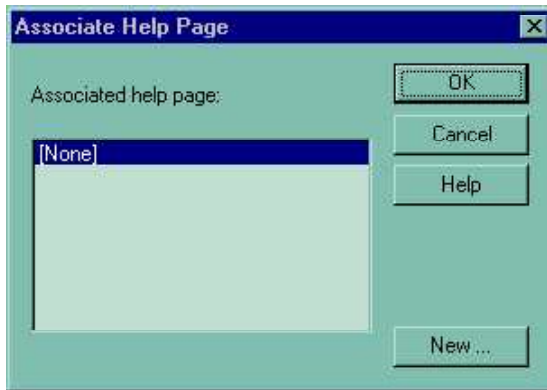 Associate Help Page
Associated help page:
[None]
OK
Cancel
Help
New ...